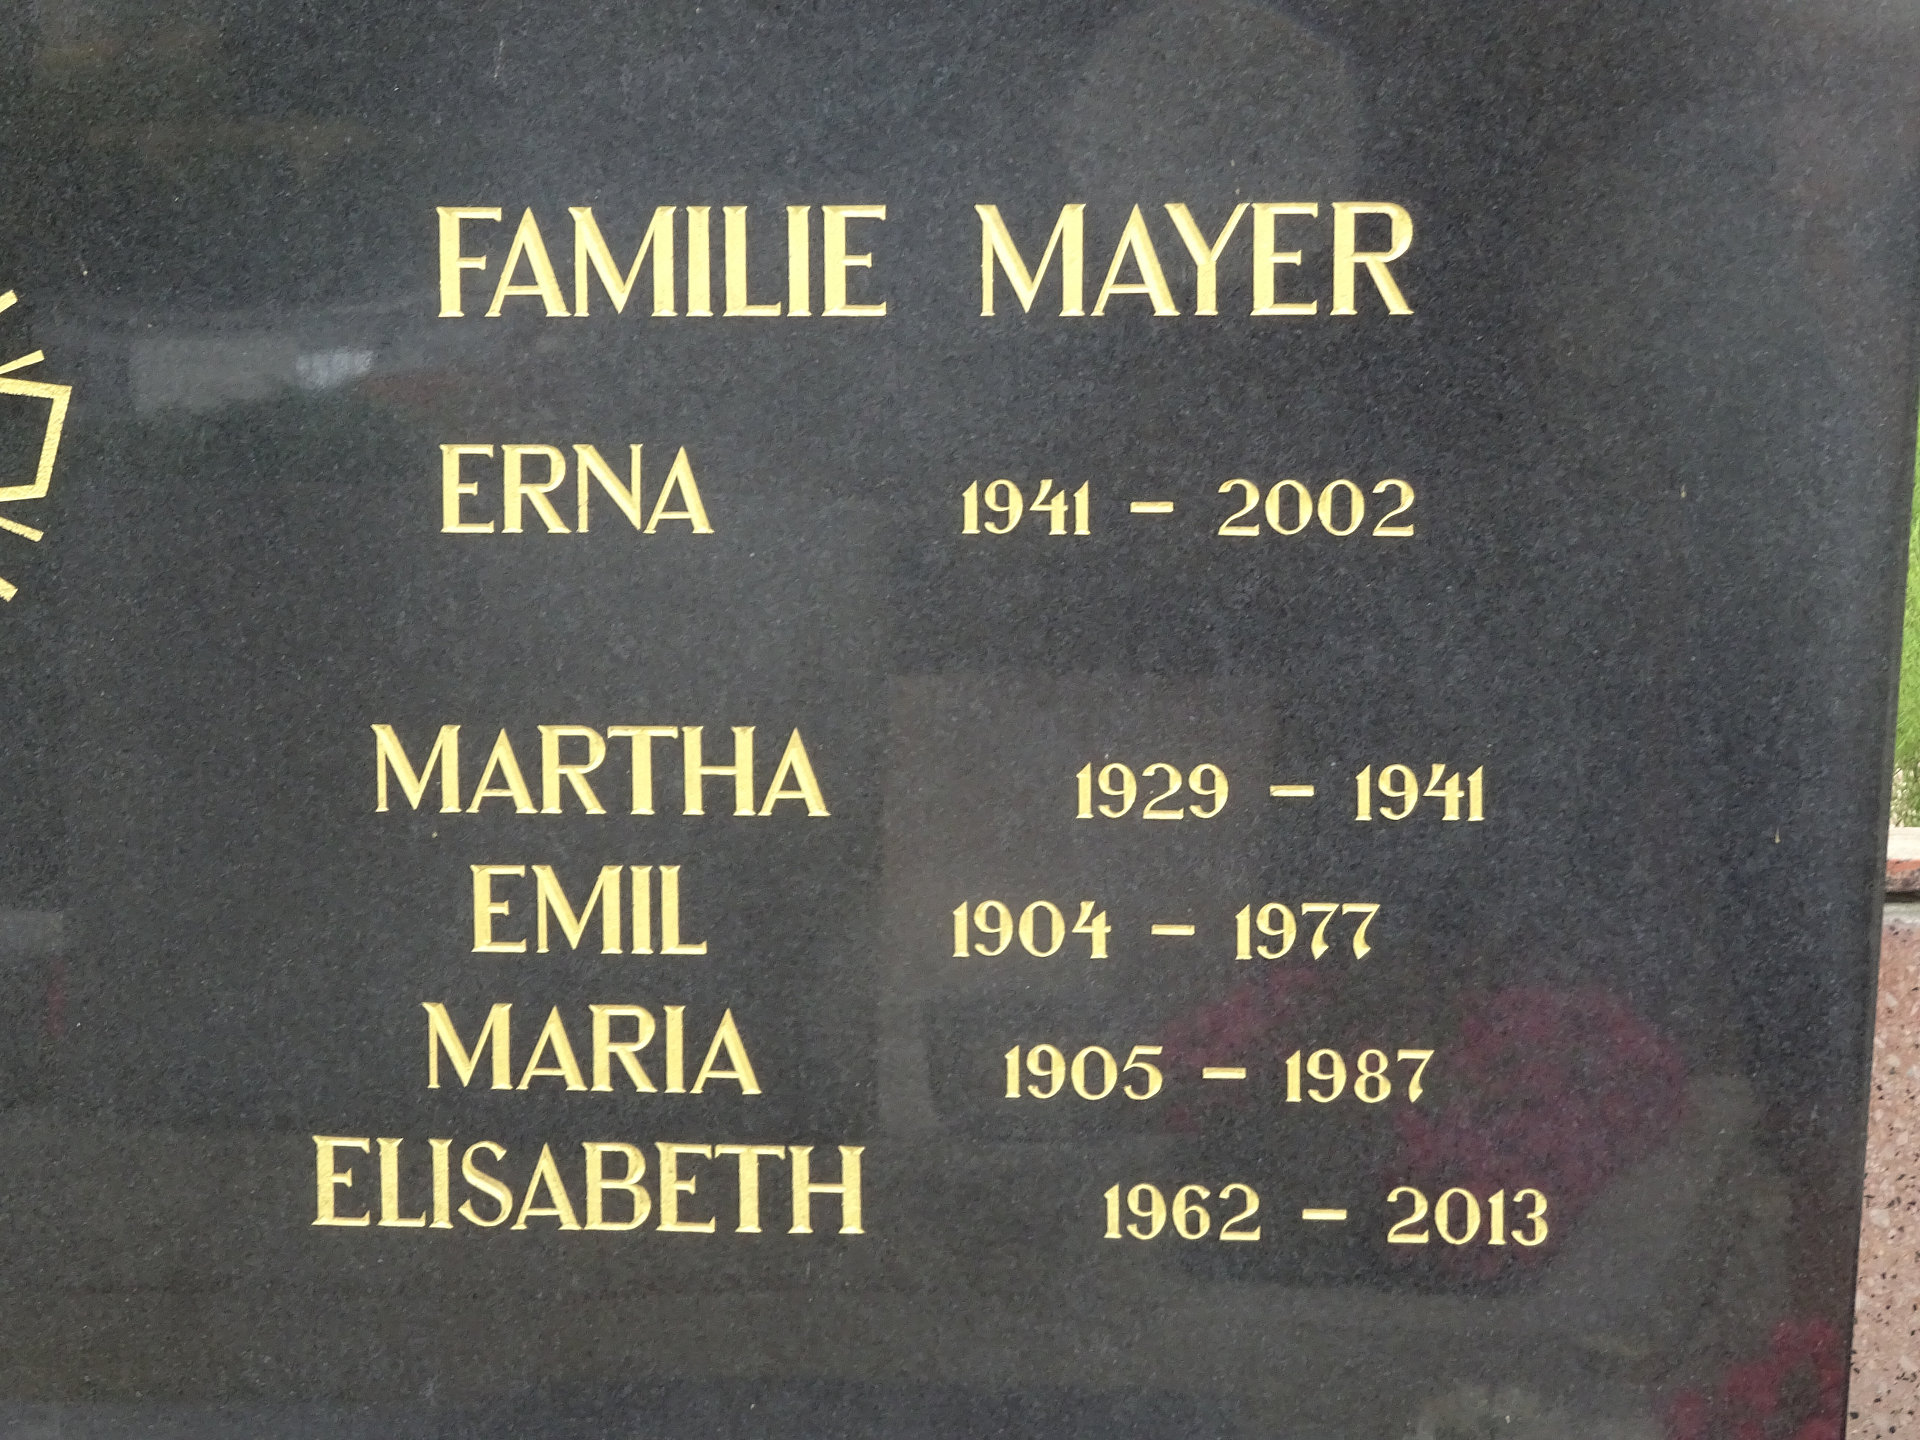 FAMILIE MAYER
ERNA 1941 – 2002
MARTHA 1929 – 1941
EMIL 1904 – 1977
MARIA 1905 – 1987
ELISABETH 1962 – 2013